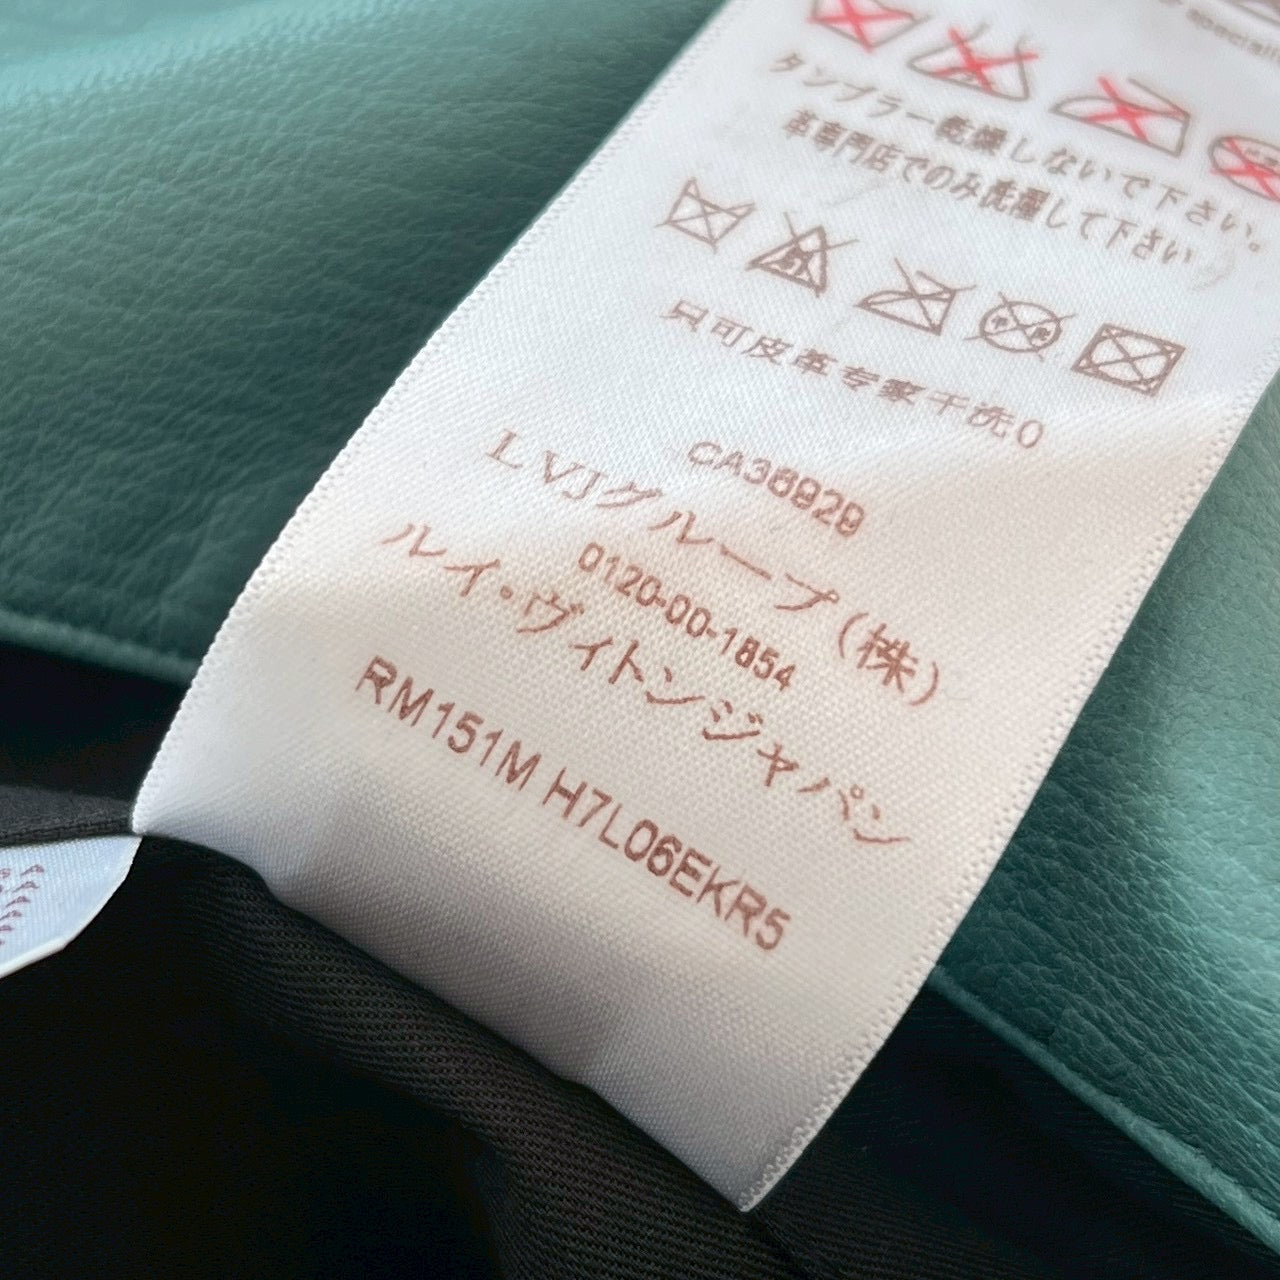 タンブラー乾燥しないで下さい。
革専門店でのみ洗濯して下さい
只可皮革专家干洗0
CA36929
LVJグループ(株)
0120-00-1854
ルイ・ヴィトンジャパン
RM151M H7L06EKR5